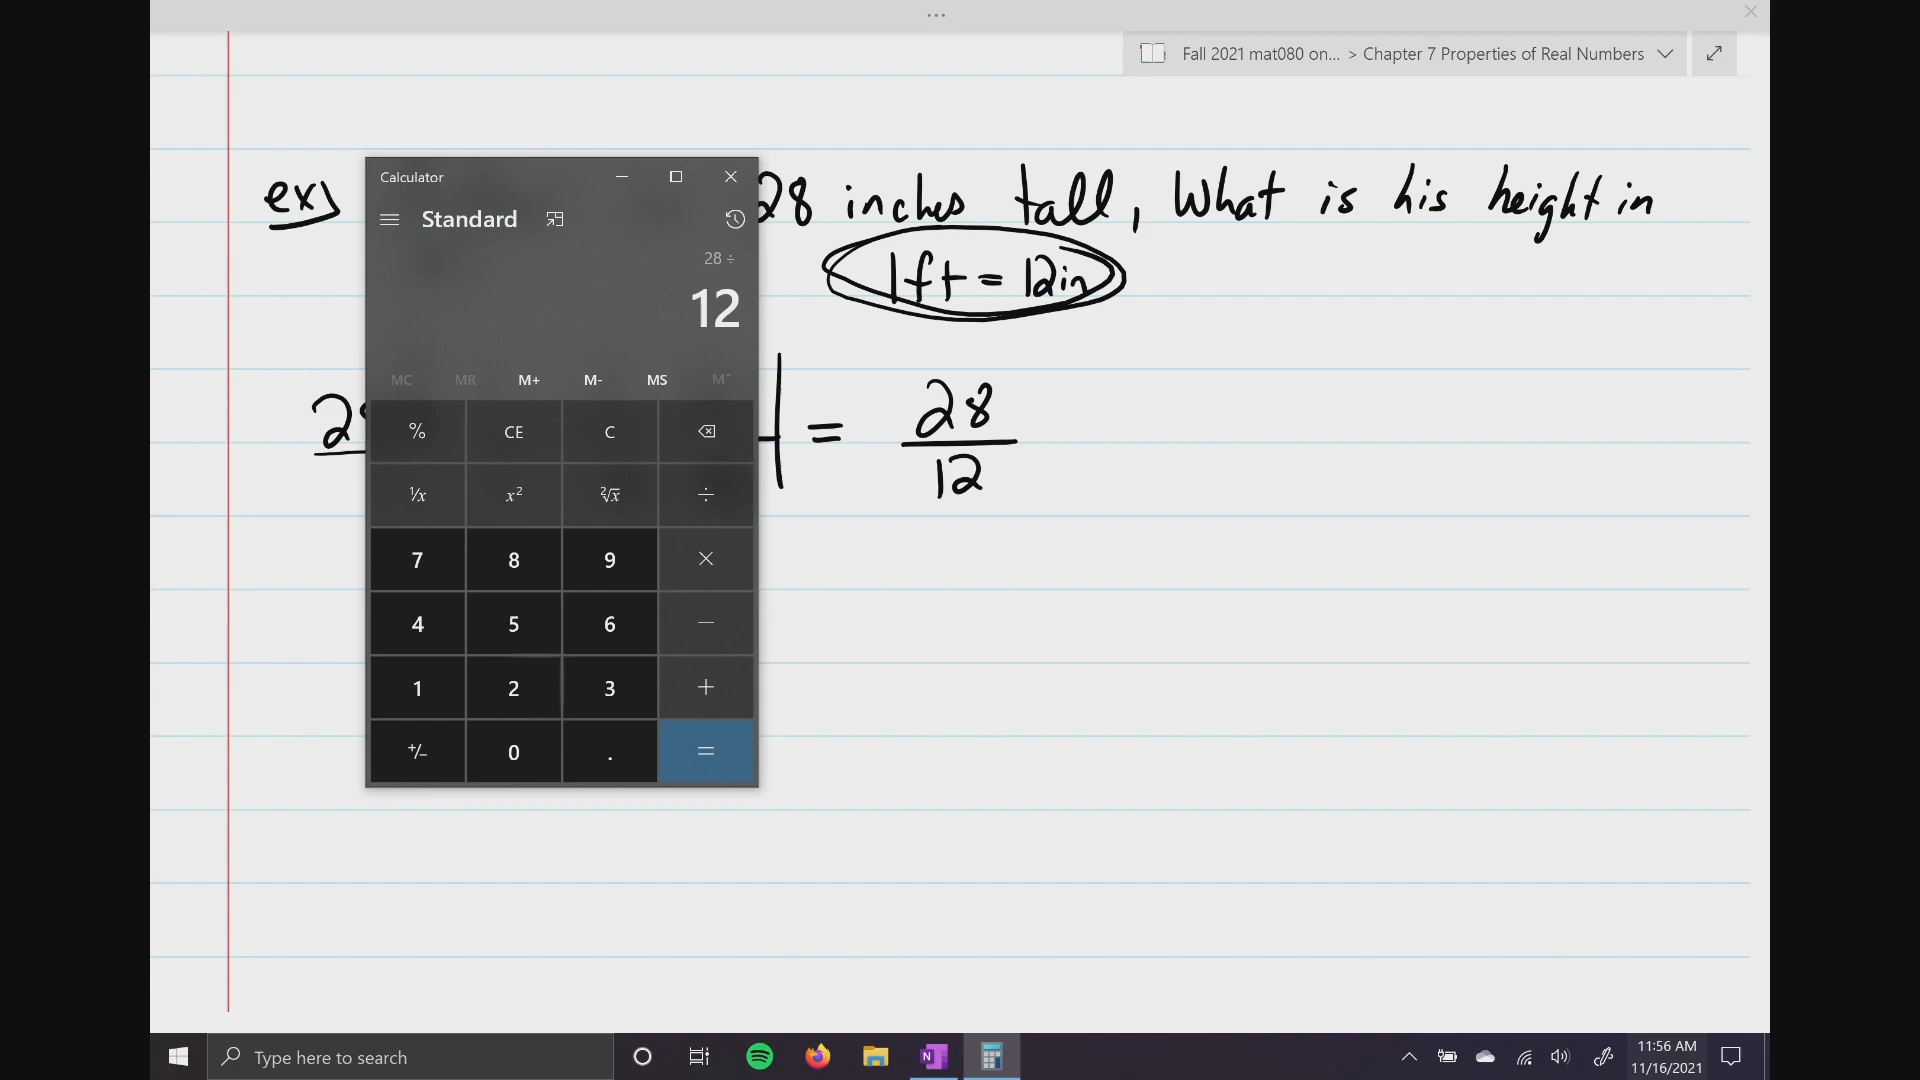 Fall 2021 mat080 on... > Chapter 7 Properties of Real Numbers
ex) 28 inches tall, What is his height in
1ft = 12in
28
= 28
12
Calculator
Standard
28 ÷
12
MC MR M+ M- MS M˅
% CE C
¹/x x² ²√x ÷
7 8 9 ×
4 5 6 −
1 2 3 +
+/− 0 . =
Type here to search
11:56 AM
11/16/2021